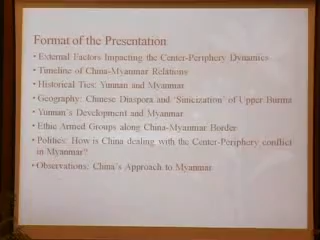 Format of the Presentation
• External Factors Impacting the Center-Periphery Dynamics
• Timeline of China-Myanmar Relations
• Historical Ties: Yunnan and Myanmar
• Geography: Chinese Diaspora and 'Sinicization' of Upper Burma
• Yunnan's Development and Myanmar
• Ethic Armed Groups along China-Myanmar Border
• Politics: How is China dealing with the Center-Periphery conflict
in Myanmar?
• Observations: China's Approach to Myanmar